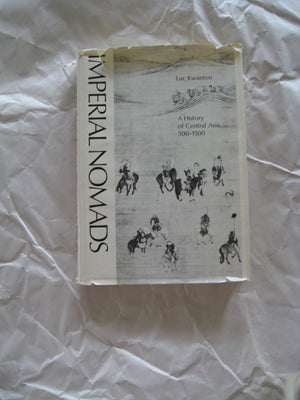 IMPERIAL NOMADS
Luc Kwanten
A History
of Central Asia,
500-1500